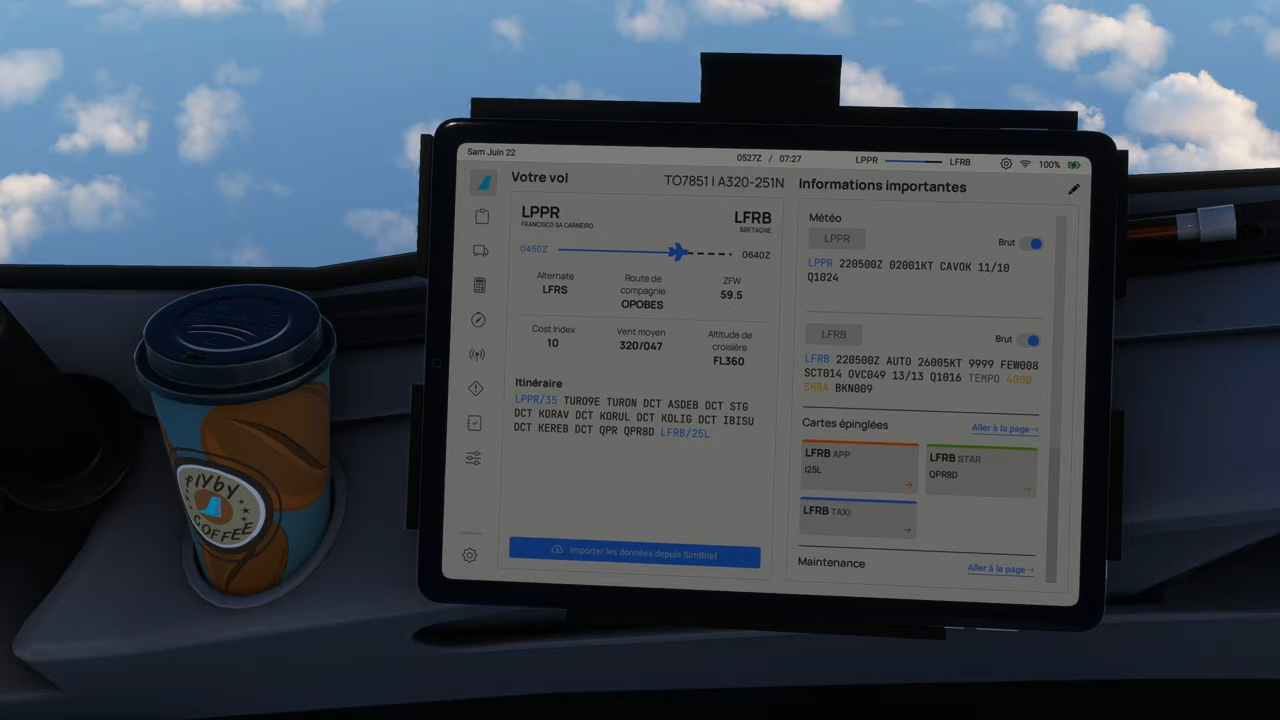 Sam Juin 22
0527Z / 07:27
LPPR
LFRB
100%
Votre vol
TO7851 | A320-251N
LPPR
FRANCISCO SA CARNEIRO
LFRB
BRETAGNE
0450Z
0640Z
Alternate
LFRS
Route de
compagnie
OPOBES
ZFW
59.5
Cost Index
10
Vent moyen
320/047
Altitude de
croisière
FL360
Itinéraire
LPPR/35 TURO9E TURON DCT ASDEB DCT STG
DCT KORAV DCT KORUL DCT KOLIG DCT IBISU
DCT KEREB DCT QPR QPR8D LFRB/25L
Importer les données depuis SimBrief
Informations importantes
Météo
LPPR
Brut
LPPR 220500Z 02001KT CAVOK 11/10
Q1024
LFRB
Brut
LFRB 220500Z AUTO 26005KT 9999 FEW008
SCT014 OVC049 13/13 Q1016 TEMPO 4000
SHRA BKN009
Cartes épinglées
Aller à la page→
LFRB APP
I25L
LFRB STAR
QPR8D
LFRB TAXI
Maintenance
Aller à la page→
flyby
COFFEE